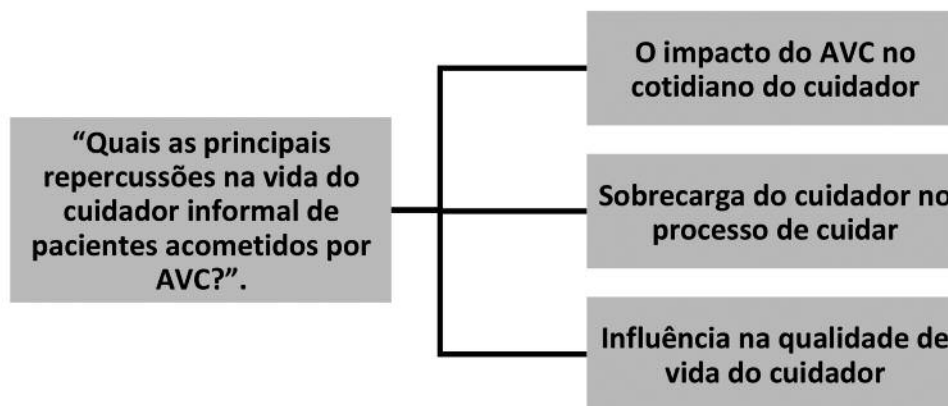 “Quais as principais
repercussões na vida do
cuidador informal de
pacientes acometidos por
AVC?”.
O impacto do AVC no
cotidiano do cuidador
Sobrecarga do cuidador no
processo de cuidar
Influência na qualidade de
vida do cuidador